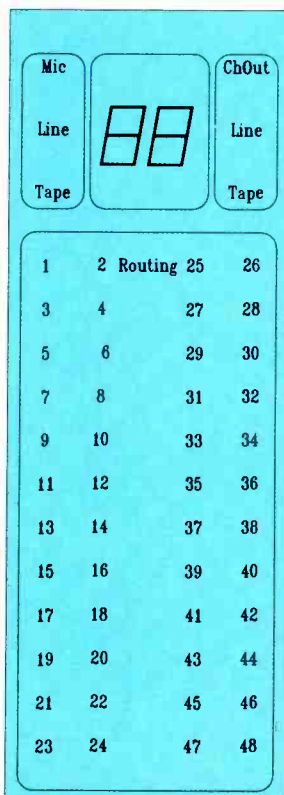 Mic ChOut
Line 88 Line
Tape Tape
1 2 Routing 25 26
3 4 27 28
5 6 29 30
7 8 31 32
9 10 33 34
11 12 35 36
13 14 37 38
15 16 39 40
17 18 41 42
19 20 43 44
21 22 45 46
23 24 47 48